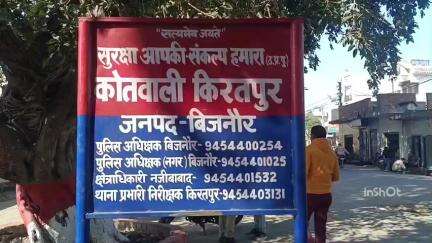 "सत्यमेव जयते"
सुरक्षा आपकी-संकल्प हमारा (उ.प्र.पु.)
कोतवाली किरतपुर
जनपद-बिजनौर
पुलिस अधिक्षक बिजनौर- 9454400254
पुलिस अधिक्षक (नगर) बिजनौर-9454401025
क्षेत्राधिकारी नजीबाबाद- 9454401532
थाना प्रभारी निरीक्षक किरतपुर-9454403131
InShOt